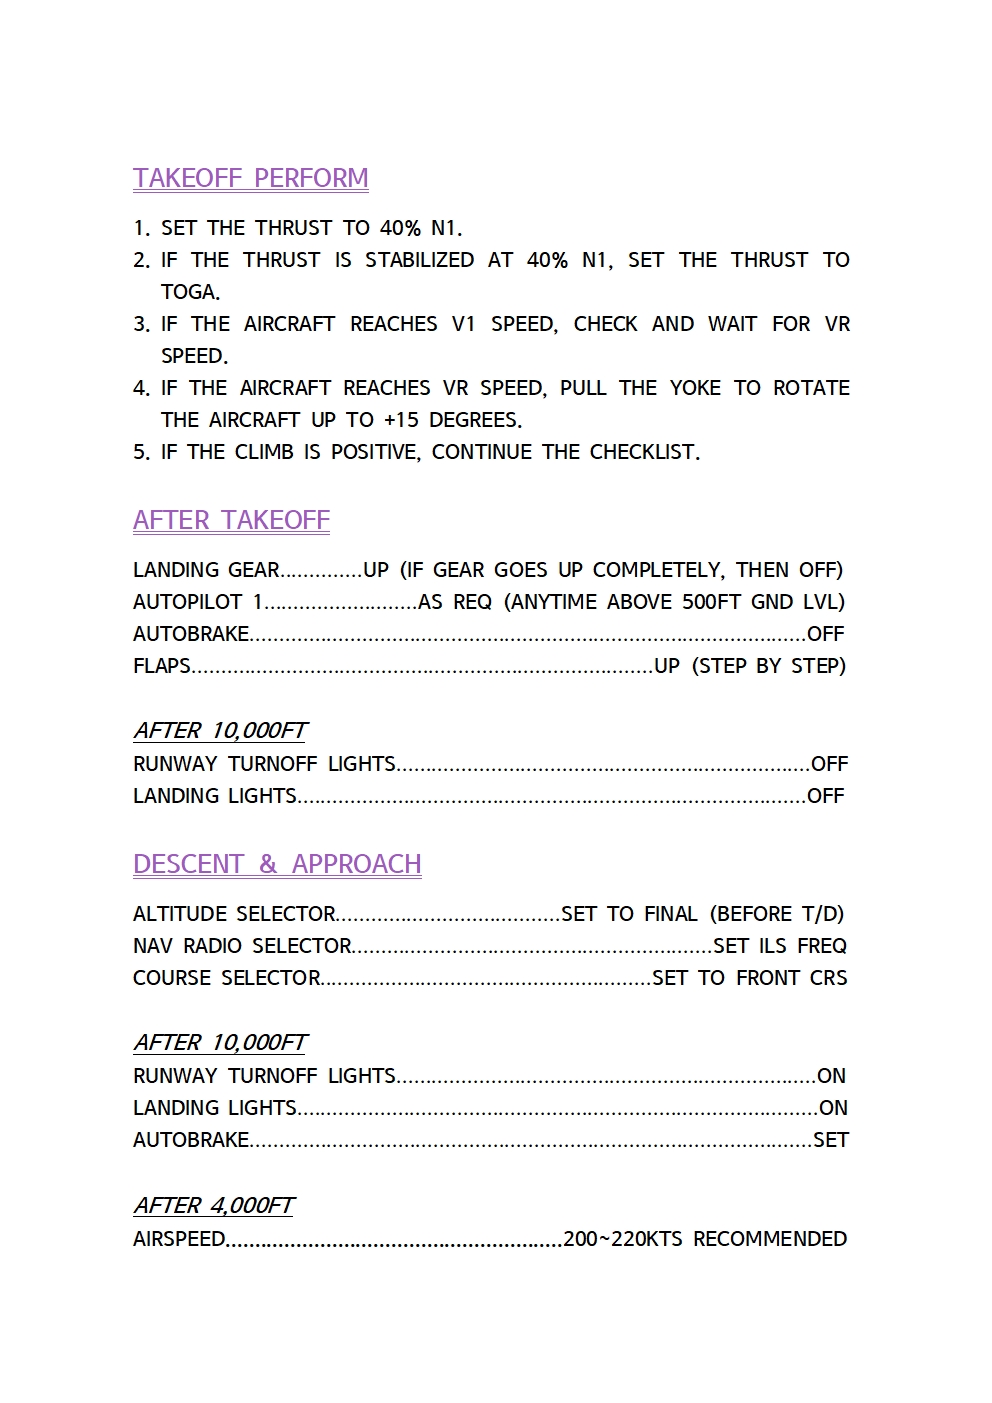 TAKEOFF PERFORM
1. SET THE THRUST TO 40% N1.
2. IF THE THRUST IS STABILIZED AT 40% N1, SET THE THRUST TO
TOGA.
3. IF THE AIRCRAFT REACHES V1 SPEED, CHECK AND WAIT FOR VR
SPEED.
4. IF THE AIRCRAFT REACHES VR SPEED, PULL THE YOKE TO ROTATE
THE AIRCRAFT UP TO +15 DEGREES.
5. IF THE CLIMB IS POSITIVE, CONTINUE THE CHECKLIST.
AFTER TAKEOFF
LANDING GEAR..............UP (IF GEAR GOES UP COMPLETELY, THEN OFF)
AUTOPILOT 1..........................AS REQ (ANYTIME ABOVE 500FT GND LVL)
AUTOBRAKE...............................................................................................OFF
FLAPS...............................................................................UP (STEP BY STEP)
AFTER 10,000FT
RUNWAY TURNOFF LIGHTS.......................................................................OFF
LANDING LIGHTS.......................................................................................OFF
DESCENT & APPROACH
ALTITUDE SELECTOR.......................................SET TO FINAL (BEFORE T/D)
NAV RADIO SELECTOR..............................................................SET ILS FREQ
COURSE SELECTOR.........................................................SET TO FRONT CRS
AFTER 10,000FT
RUNWAY TURNOFF LIGHTS........................................................................ON
LANDING LIGHTS.........................................................................................ON
AUTOBRAKE................................................................................................SET
AFTER 4,000FT
AIRSPEED.........................................................200~220KTS RECOMMENDED